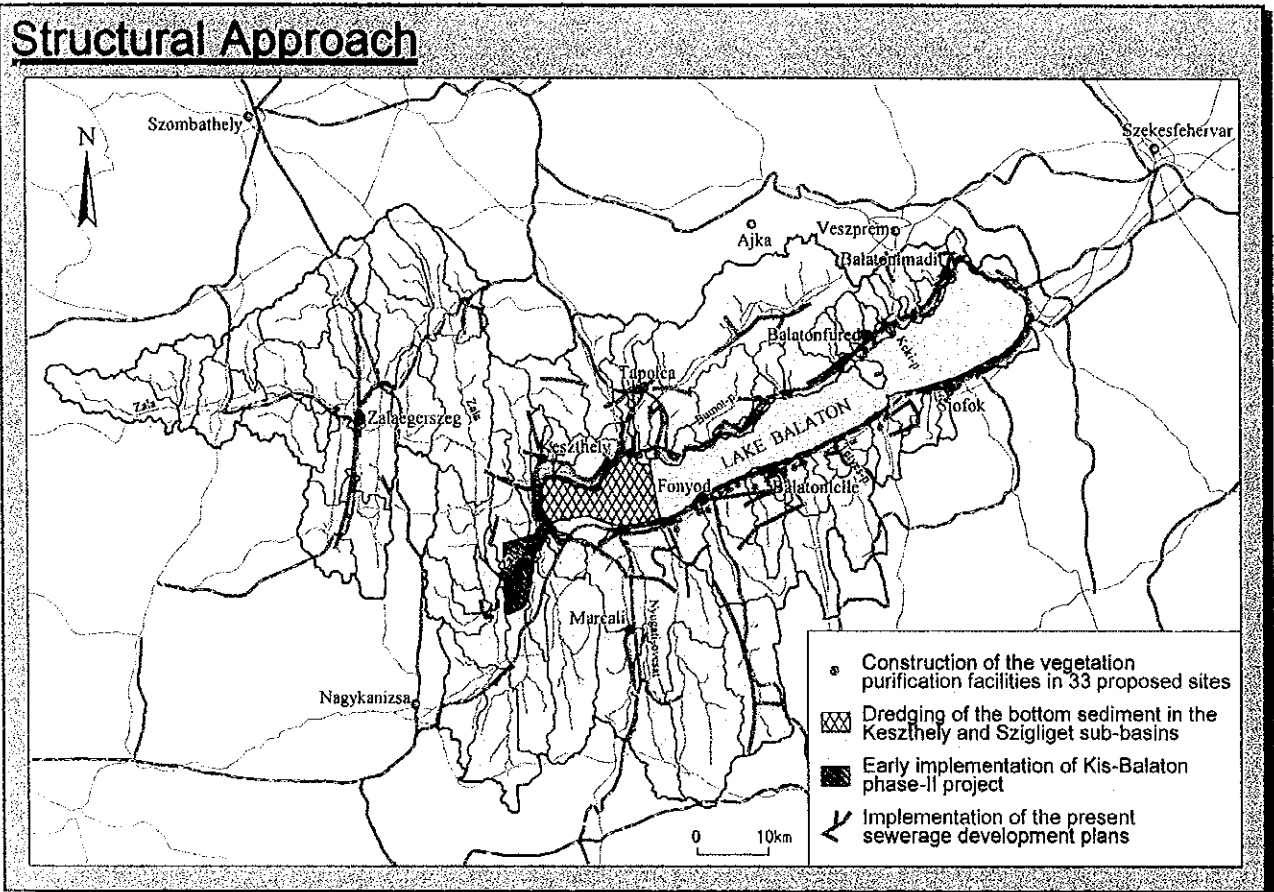 Structural Approach
N
Szombathely
Szekesfehervar
Ajka
Veszprem
Balatonfüred
Tapolca
Zala
Zalaegerszeg
Zala
Keszthely
LAKE BALATON
Siofok
Fonyod
Balatonlelle
Marcali
Nagykanizsa
0 10km
Construction of the vegetation
purification facilities in 33 proposed sites
Dredging of the bottom sediment in the
Keszthely and Szigliget sub-basins
Early implementation of Kis-Balaton
phase-II project
Implementation of the present
sewerage development plans